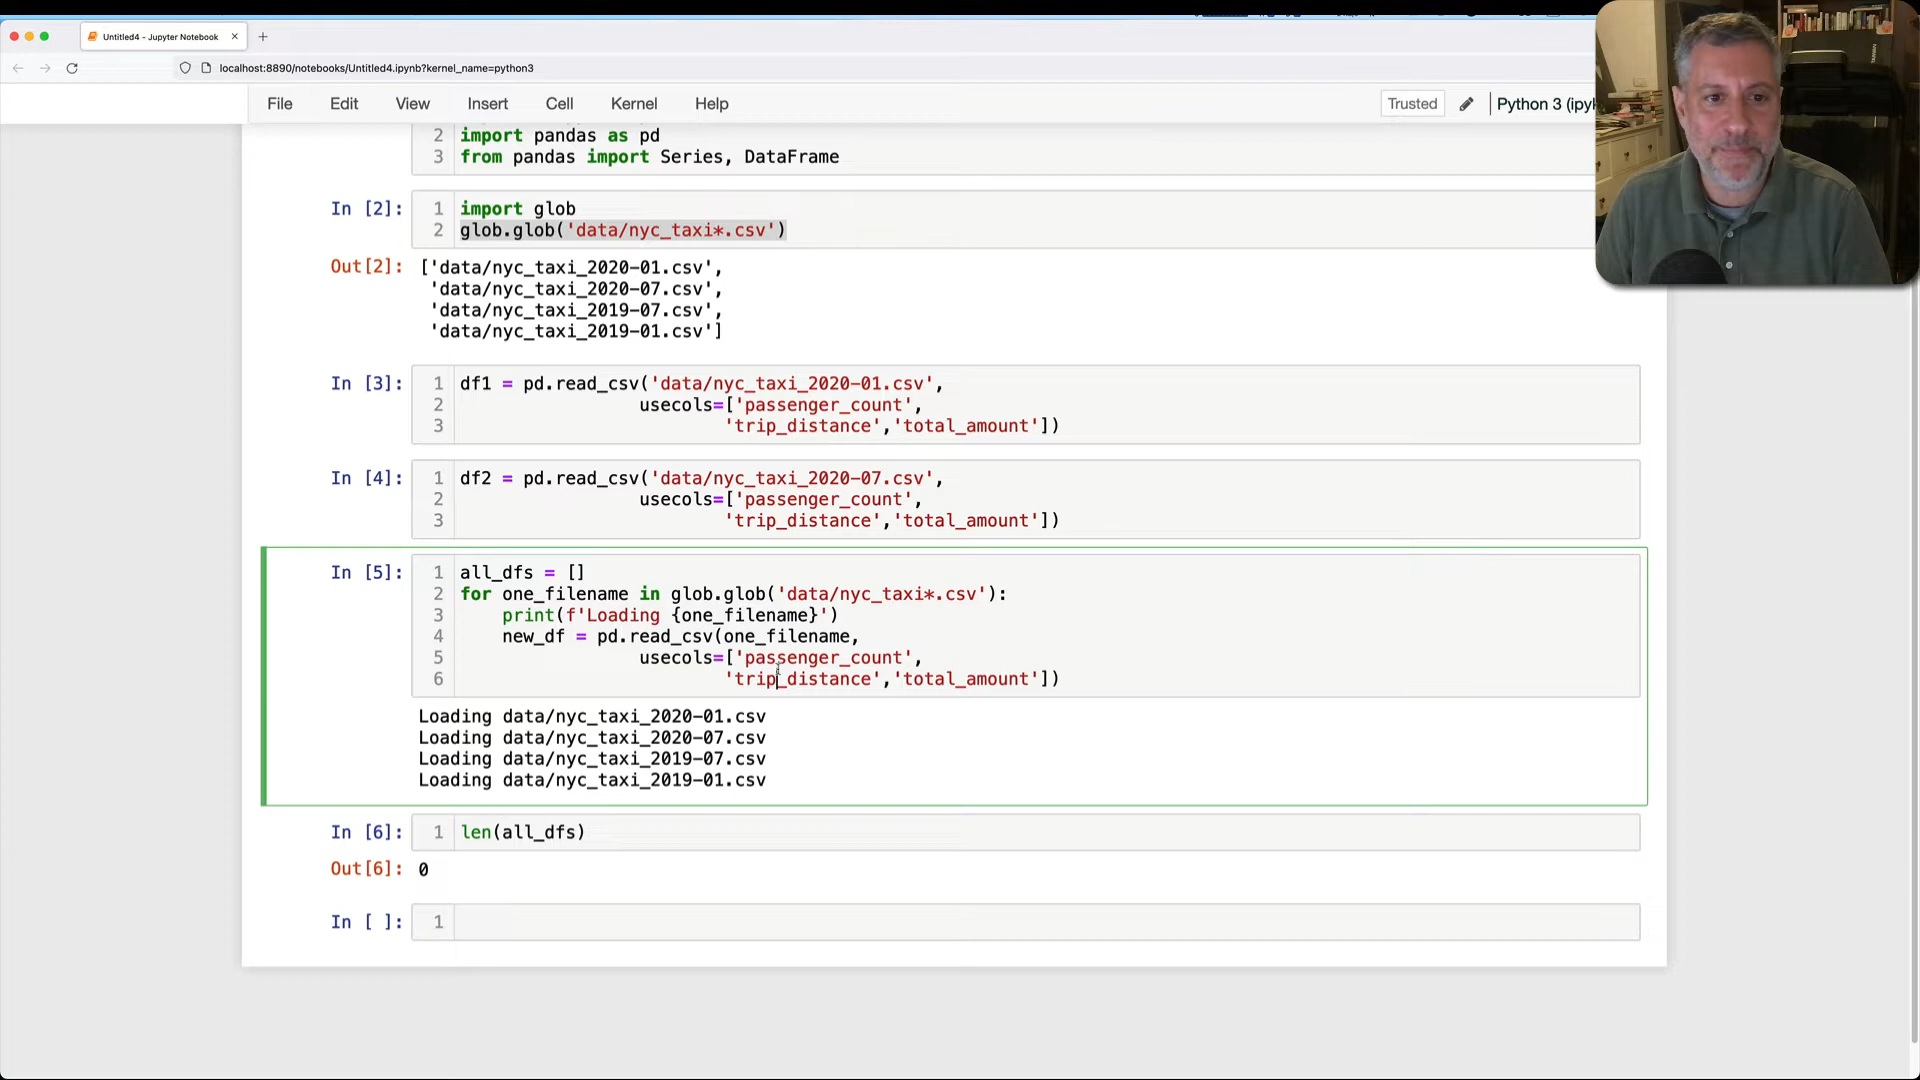 Untitled4 - Jupyter Notebook
localhost:8890/notebooks/Untitled4.ipynb?kernel_name=python3
File Edit View Insert Cell Kernel Help
Trusted
Python 3
2 import pandas as pd
3 from pandas import Series, DataFrame
In [2]: 1 import glob
2 glob.glob('data/nyc_taxi*.csv')
Out[2]: ['data/nyc_taxi_2020-01.csv',
'data/nyc_taxi_2020-07.csv',
'data/nyc_taxi_2019-07.csv',
'data/nyc_taxi_2019-01.csv']
In [3]: 1 df1 = pd.read_csv('data/nyc_taxi_2020-01.csv',
2 usecols=['passenger_count',
3 'trip_distance','total_amount'])
In [4]: 1 df2 = pd.read_csv('data/nyc_taxi_2020-07.csv',
2 usecols=['passenger_count',
3 'trip_distance','total_amount'])
In [5]: 1 all_dfs = []
2 for one_filename in glob.glob('data/nyc_taxi*.csv'):
3 print(f'Loading {one_filename}')
4 new_df = pd.read_csv(one_filename,
5 usecols=['passenger_count',
6 'trip_distance','total_amount'])
Loading data/nyc_taxi_2020-01.csv
Loading data/nyc_taxi_2020-07.csv
Loading data/nyc_taxi_2019-07.csv
Loading data/nyc_taxi_2019-01.csv
In [6]: 1 len(all_dfs)
Out[6]: 0
In [ ]: 1